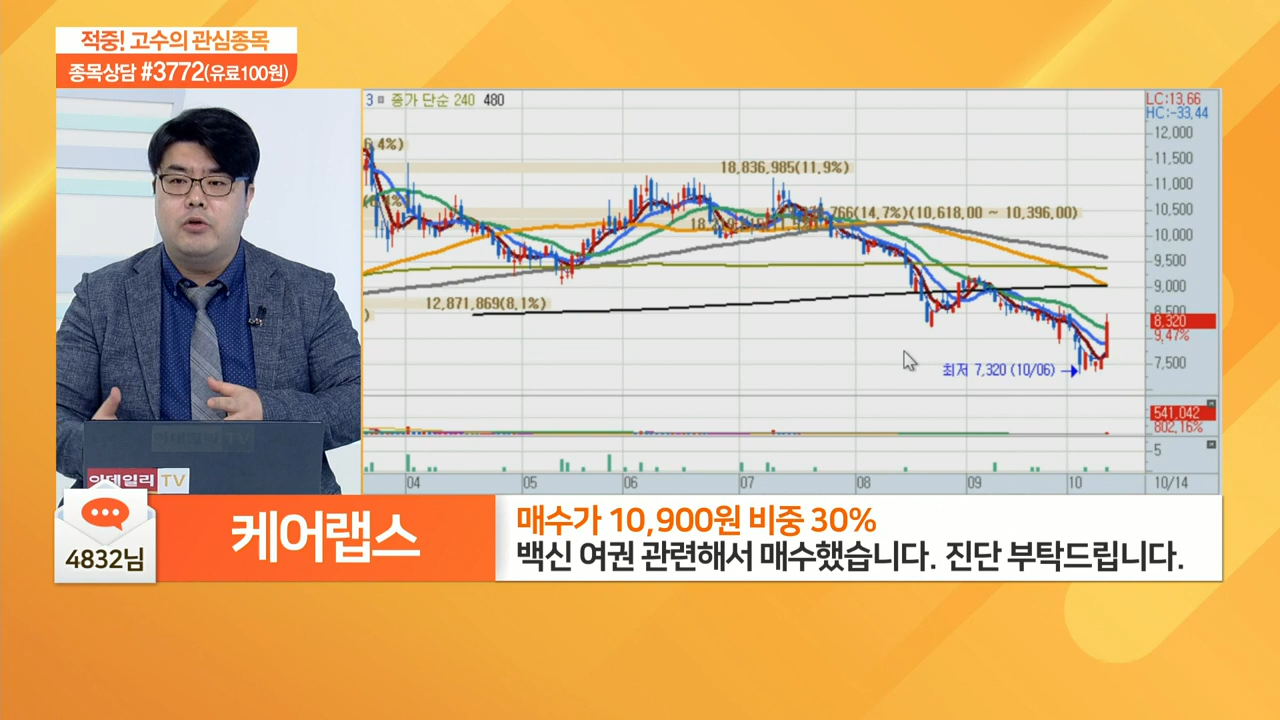 적중! 고수의 관심종목
종목상담 #3772(유료100원)
3 종가 단순 240 480
LC:13,66
HC:-33,44
12,000
6,4%)
18,836,985(11,9%)
11,500
11,000
766(14,7%)(10,618,00 ~ 10,396,00)
10,500
10,000
9,500
9,000
12,871,869(8,1%)
8,500
8,320
9,47%
최저 7,320 (10/06)
7,500
541,042
802,16%
5
04 05 06 07 08 09 10 10/14
이데일리 TV
4832님
케어랩스
매수가 10,900원 비중 30%
백신 여권 관련해서 매수했습니다. 진단 부탁드립니다.